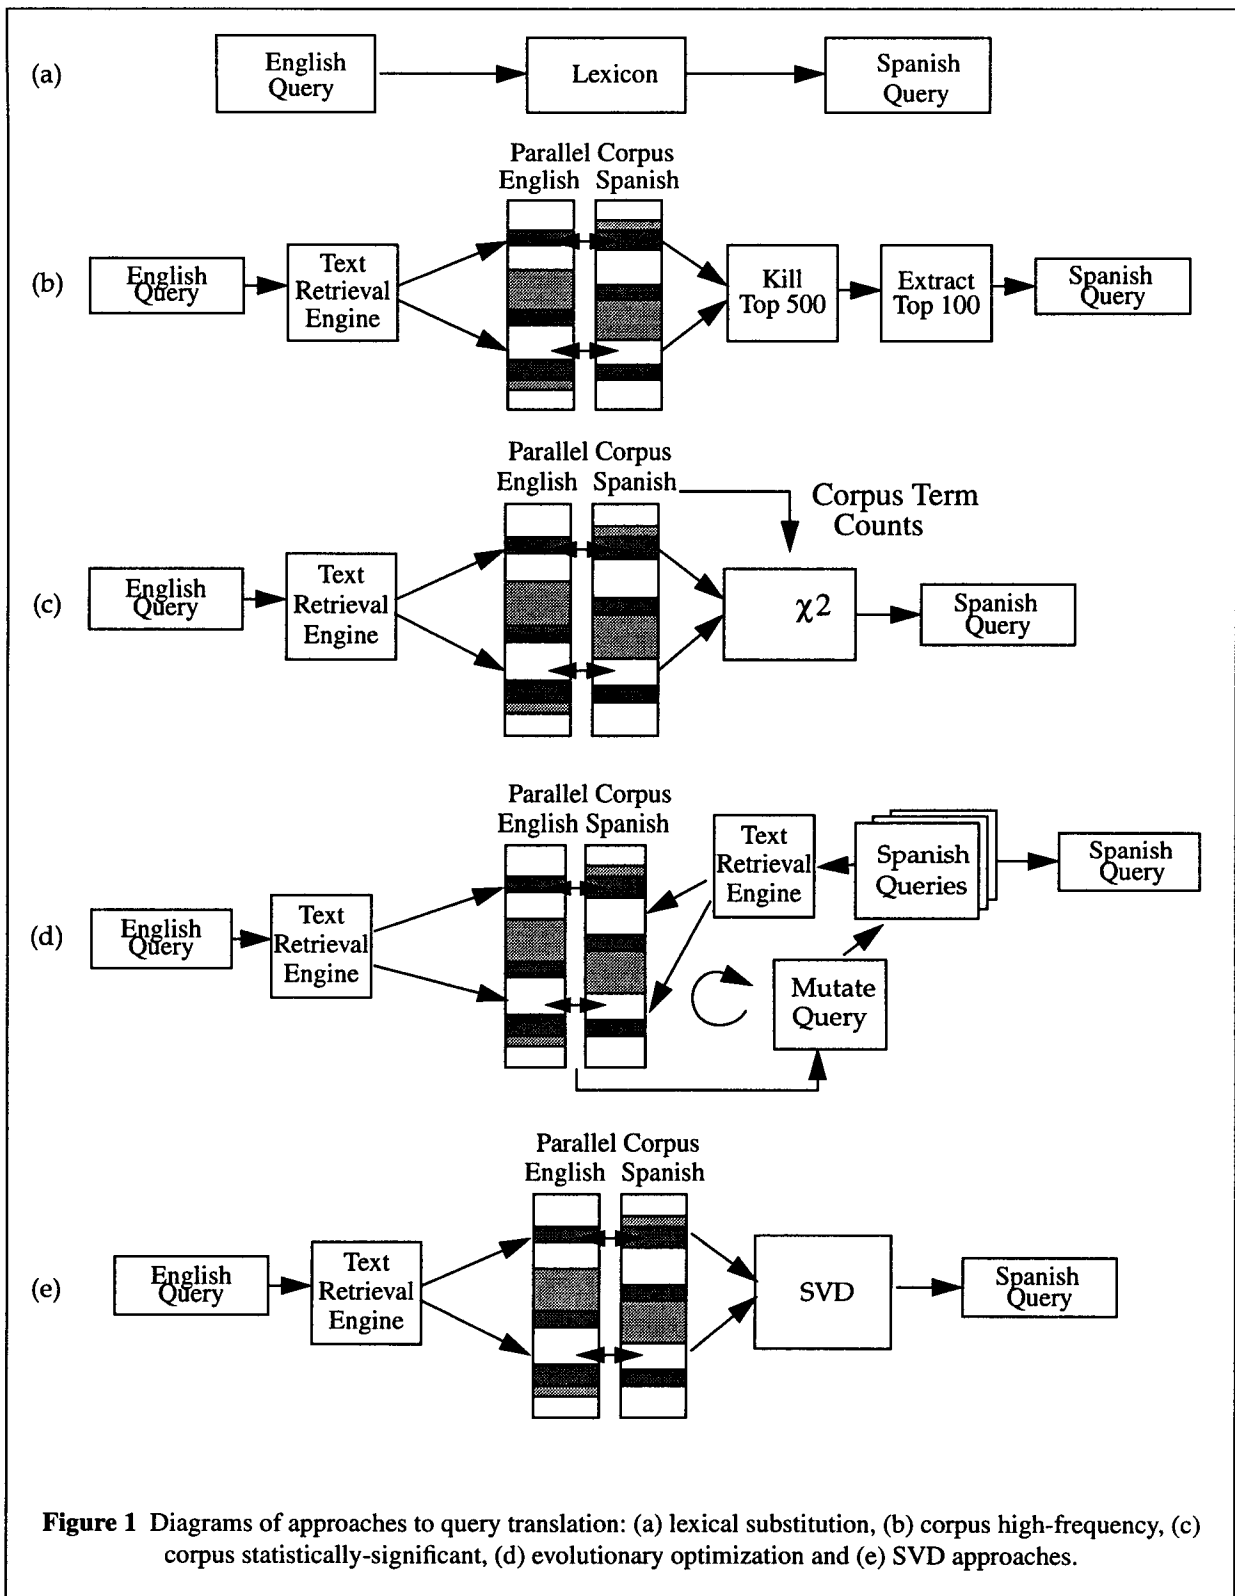 (a)
English
Query
Lexicon
Spanish
Query
Parallel Corpus
English Spanish
(b)
English
Query
Text
Retrieval
Engine
Kill
Top 500
Extract
Top 100
Spanish
Query
Parallel Corpus
English Spanish
Corpus Term
Counts
(c)
English
Query
Text
Retrieval
Engine
χ2
Spanish
Query
Parallel Corpus
English Spanish
(d)
English
Query
Text
Retrieval
Engine
Text
Retrieval
Engine
Spanish
Queries
Spanish
Query
Mutate
Query
Parallel Corpus
English Spanish
(e)
English
Query
Text
Retrieval
Engine
SVD
Spanish
Query
Figure 1 Diagrams of approaches to query translation: (a) lexical substitution, (b) corpus high-frequency, (c)
corpus statistically-significant, (d) evolutionary optimization and (e) SVD approaches.